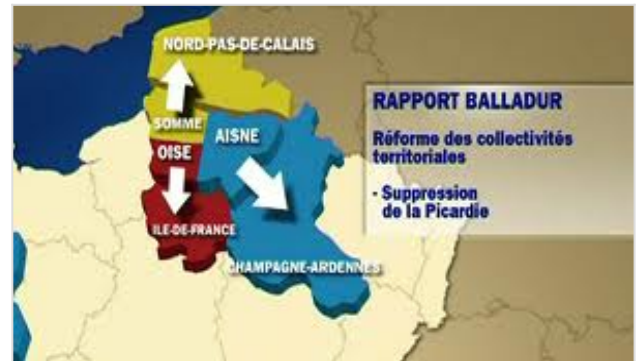 NORD-PAS-DE-CALAIS
SOMME
OISE
AISNE
ILE-DE-FRANCE
CHAMPAGNE-ARDENNES
RAPPORT BALLADUR
Réforme des collectivités
territoriales
- Suppression
de la Picardie